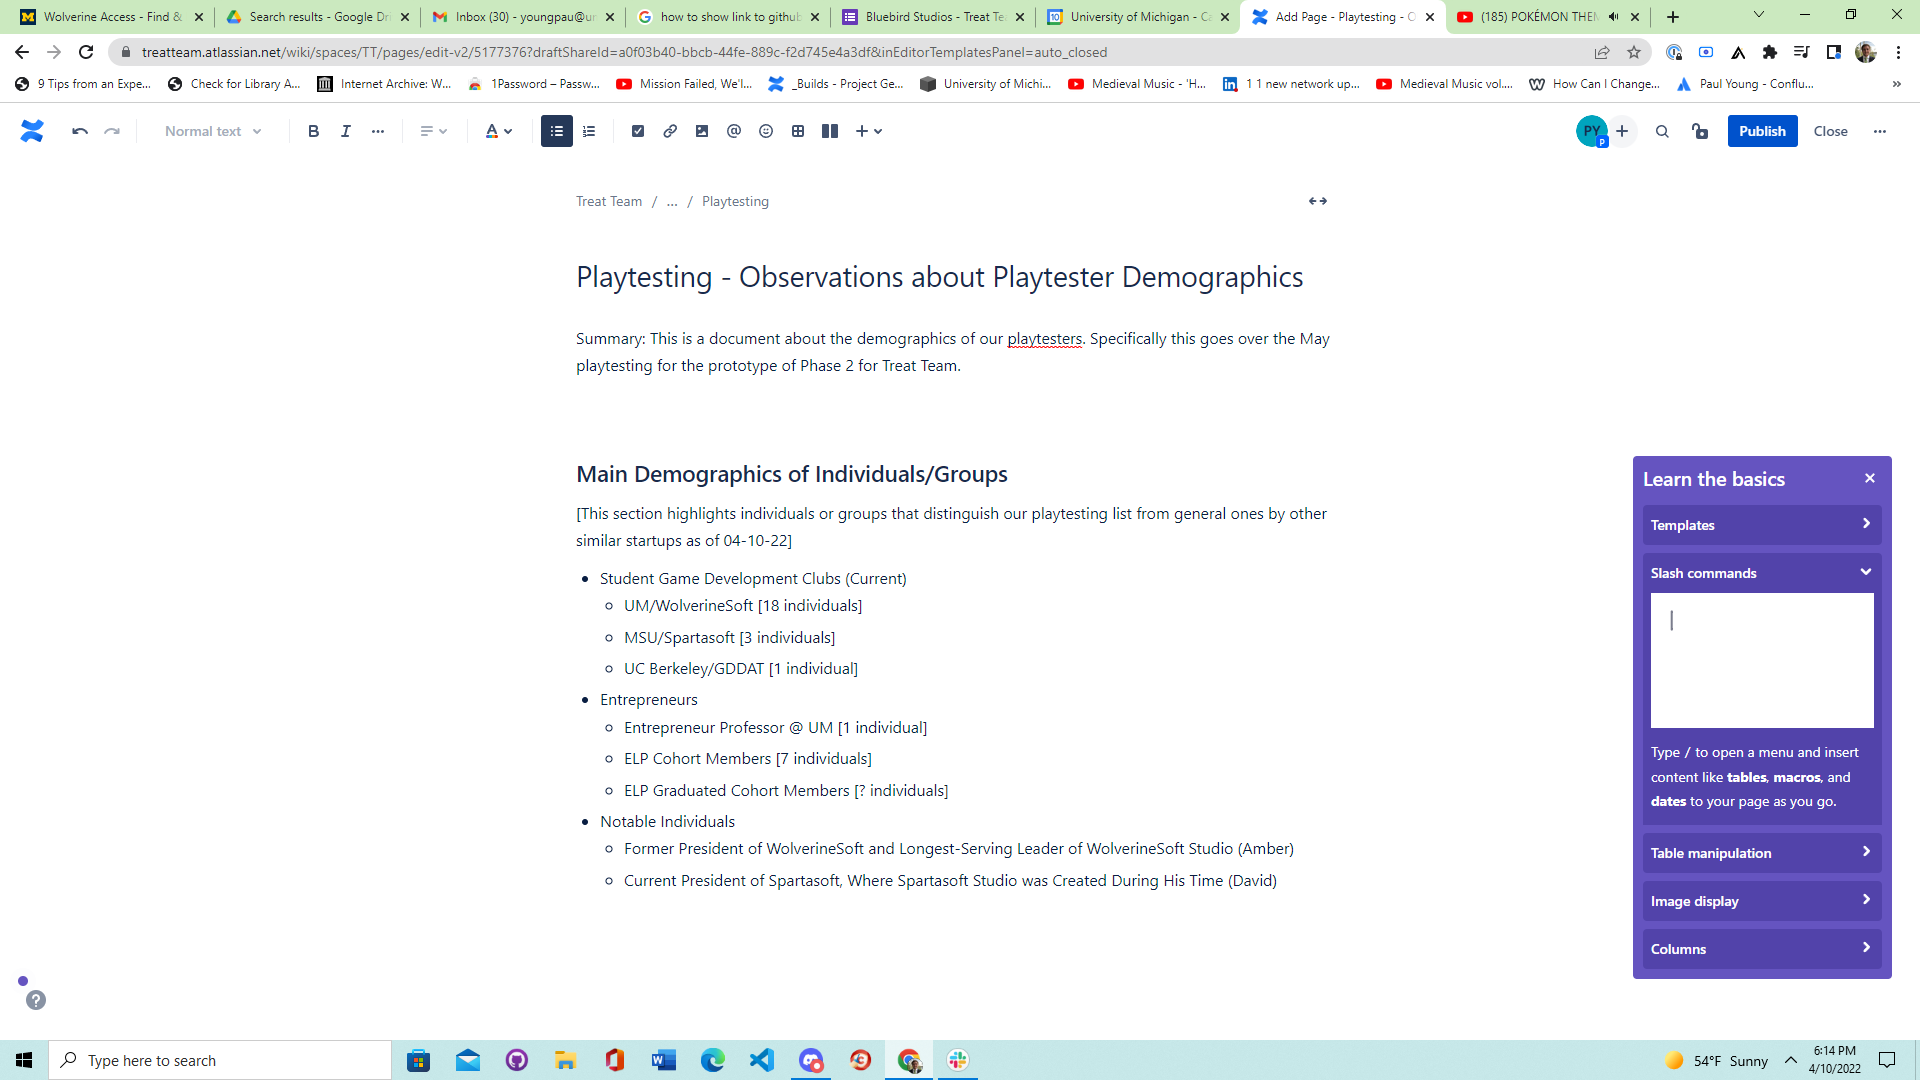 Wolverine Access - Find &
Search results - Google Dr
Inbox (30) - youngpau@ur
how to show link to github
Bluebird Studios - Treat Te
University of Michigan - Ca
Add Page - Playtesting - O
(185) POKÉMON THEM
treatteam.atlassian.net/wiki/spaces/TT/pages/edit-v2/5177376?draftShareId=a0f03b40-bbcb-44fe-889c-f2d745e4a3df&inEditorTemplatesPanel=auto_closed
9 Tips from an Expe...
Check for Library A...
Internet Archive: W...
1Password – Passw...
Mission Failed, We'l...
_Builds - Project Ge...
University of Michi...
Medieval Music - 'H...
1 1 new network up...
Medieval Music vol....
How Can I Change...
Paul Young - Conflu...
»
Normal text
B
I
A
PY
P
Publish
Close
Treat Team / ... / Playtesting
Playtesting - Observations about Playtester Demographics
Summary: This is a document about the demographics of our playtesters. Specifically this goes over the May
playtesting for the prototype of Phase 2 for Treat Team.
Main Demographics of Individuals/Groups
[This section highlights individuals or groups that distinguish our playtesting list from general ones by other
similar startups as of 04-10-22]
• Student Game Development Clubs (Current)
◦ UM/WolverineSoft [18 individuals]
◦ MSU/Spartasoft [3 individuals]
◦ UC Berkeley/GDDAT [1 individual]
• Entrepreneurs
◦ Entrepreneur Professor @ UM [1 individual]
◦ ELP Cohort Members [7 individuals]
◦ ELP Graduated Cohort Members [? individuals]
• Notable Individuals
◦ Former President of WolverineSoft and Longest-Serving Leader of WolverineSoft Studio (Amber)
◦ Current President of Spartasoft, Where Spartasoft Studio was Created During His Time (David)
Learn the basics
Templates
Slash commands
Type / to open a menu and insert
content like tables, macros, and
dates to your page as you go.
Table manipulation
Image display
Columns
Type here to search
54°F Sunny
6:14 PM
4/10/2022